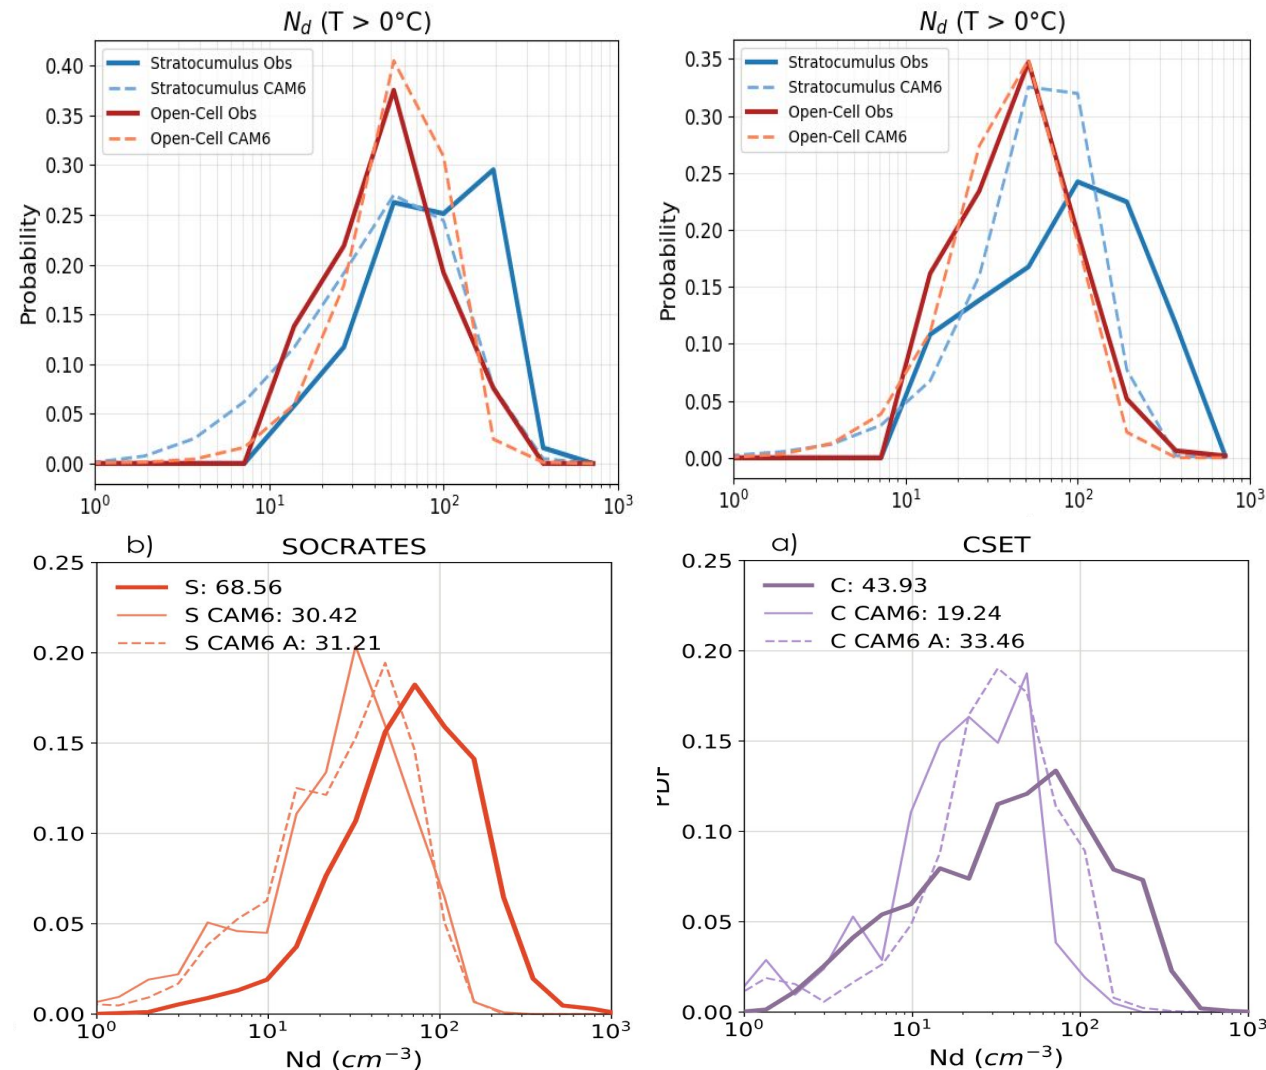 N_d (T > 0°C)
Stratocumulus Obs
Stratocumulus CAM6
Open-Cell Obs
Open-Cell CAM6
0.40
0.35
0.30
0.25
0.20
0.15
0.10
0.05
0.00
Probability
10^0
10^1
10^2
10^3
N_d (T > 0°C)
Stratocumulus Obs
Stratocumulus CAM6
Open-Cell Obs
Open-Cell CAM6
0.35
0.30
0.25
0.20
0.15
0.10
0.05
0.00
Probability
10^0
10^1
10^2
10^3
b) SOCRATES
S: 68.56
S CAM6: 30.42
S CAM6 A: 31.21
0.25
0.20
0.15
0.10
0.05
0.00
10^0
10^1
10^2
10^3
Nd (cm^−3)
a) CSET
C: 43.93
C CAM6: 19.24
C CAM6 A: 33.46
0.25
0.20
0.15
0.10
0.05
0.00
PDF
10^0
10^1
10^2
10^3
Nd (cm^−3)